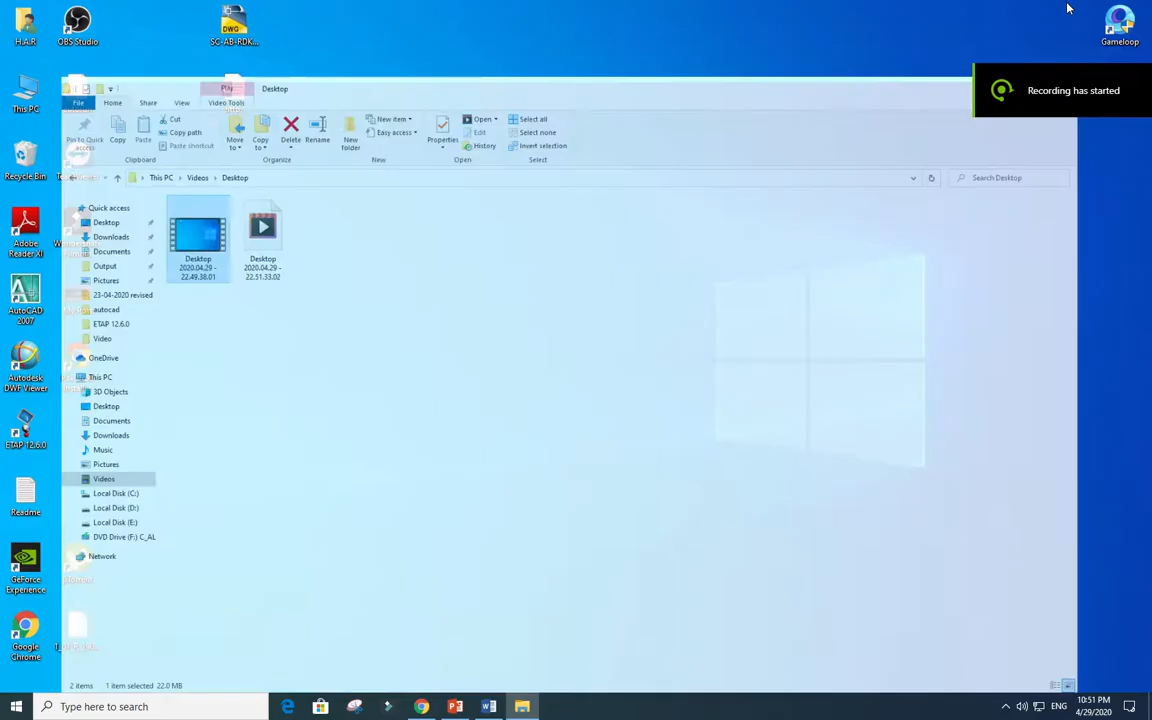 H.A.R
OBS Studio
SC-AB-RDK...
Gameloop
Recording has started
Play
Desktop
File
Home
Share
View
Video Tools
Pin to Quick access
Copy
Paste
Cut
Copy path
Paste shortcut
Move to
Copy to
Delete
Rename
New folder
New item
Easy access
Properties
Open
Edit
History
Select all
Select none
Invert selection
Clipboard
Organize
New
Open
Select
This PC
Videos
Desktop
Search Desktop
This PC
Recycle Bin
Adobe Reader XI
AutoCAD 2007
Autodesk DWF Viewer
ETAP 12.6.0
Readme
GeForce Experience
Google Chrome
Quick access
Desktop
Downloads
Documents
Output
Pictures
23-04-2020 revised
autocad
ETAP 12.6.0
Video
OneDrive
This PC
3D Objects
Desktop
Documents
Downloads
Music
Pictures
Videos
Local Disk (C:)
Local Disk (D:)
Local Disk (E:)
DVD Drive (F:) C_AL
Network
Desktop
2020.04.29 -
22.49.38.01
Desktop
2020.04.29 -
22.51.33.02
2 items
1 item selected 22.0 MB
Type here to search
ENG
10:51 PM
4/29/2020